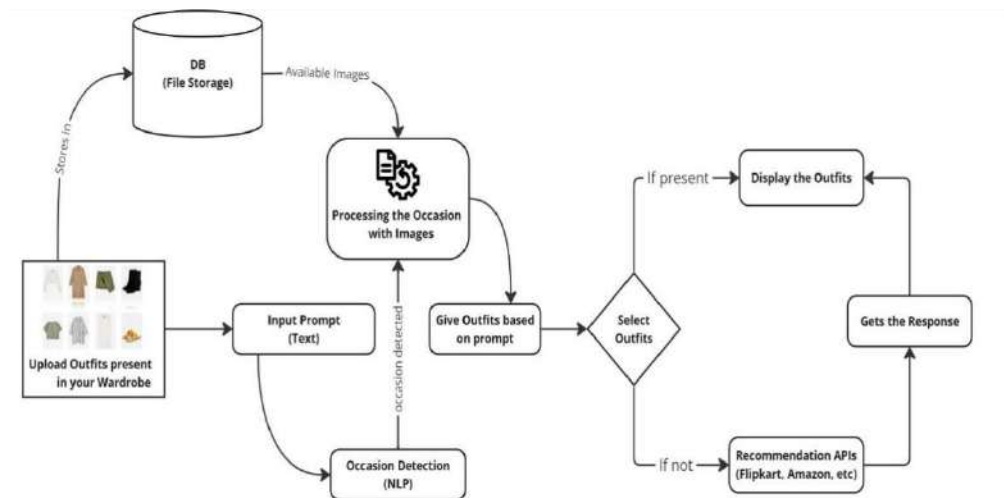 DB
(File Storage)
Available Images
Stores in
Processing the Occasion
with Images
If present
Display the Outfits
Upload Outfits present
in your Wardrobe
Input Prompt
(Text)
occasion detected
Give Outfits based
on prompt
Select
Outfits
Gets the Response
Occasion Detection
(NLP)
If not
Recommendation APIs
(Flipkart, Amazon, etc)